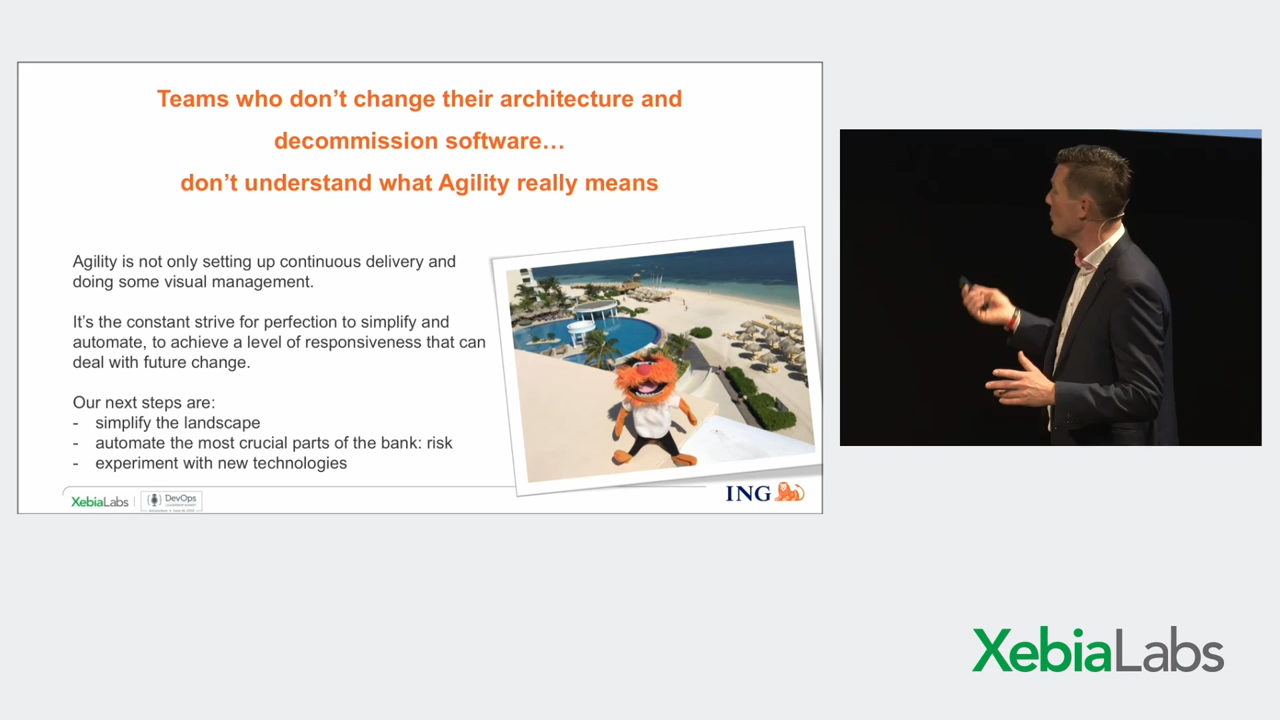 Teams who don’t change their architecture and
decommission software…
don’t understand what Agility really means
Agility is not only setting up continuous delivery and
doing some visual management.
It’s the constant strive for perfection to simplify and
automate, to achieve a level of responsiveness that can
deal with future change.
Our next steps are:
- simplify the landscape
- automate the most crucial parts of the bank: risk
- experiment with new technologies
XebiaLabs
DevOps
ING
XebiaLabs